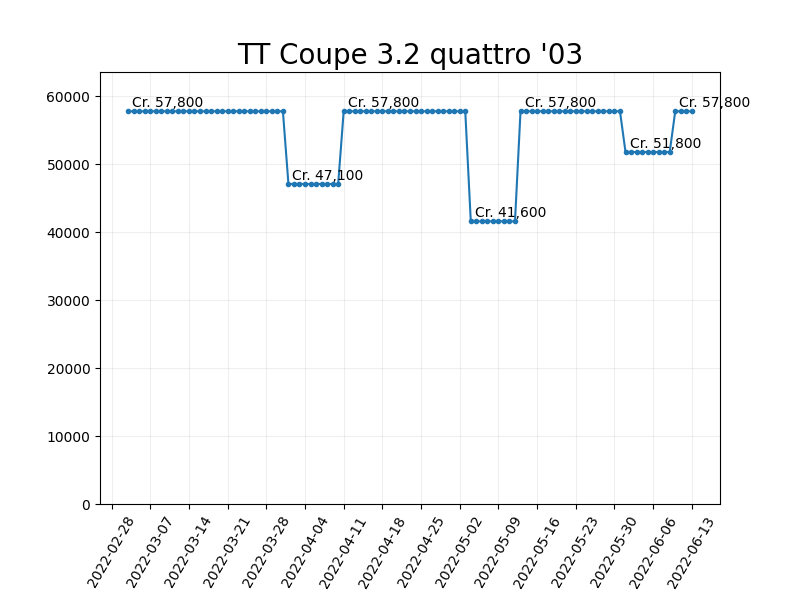 TT Coupe 3.2 quattro '03
60000
50000
40000
30000
20000
10000
0
Cr. 57,800
Cr. 47,100
Cr. 57,800
Cr. 41,600
Cr. 57,800
Cr. 51,800
Cr. 57,800
2022-02-28
2022-03-07
2022-03-14
2022-03-21
2022-03-28
2022-04-04
2022-04-11
2022-04-18
2022-04-25
2022-05-02
2022-05-09
2022-05-16
2022-05-23
2022-05-30
2022-06-06
2022-06-13